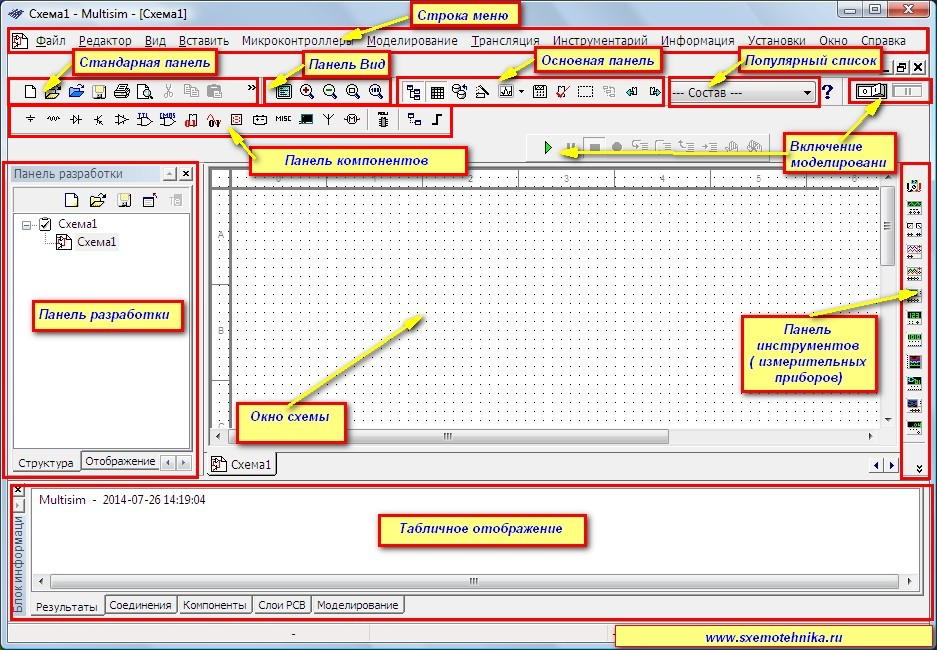 Схема1 - Multisim - [Схема1]
Строка меню
Файл Редактор Вид Вставить Микроконтроллеры Моделирование Трансляция Инструментарий Информация Установки Окно Справка
Стандарная панель
Панель Вид
Основная панель
Популярный список
--- Состав ---
?
MISC
Панель компонентов
Включение
моделировани
Панель разработки
0 1 2 3 4 5 6
Схема1
Схема1
A
B
C
Панель разработки
Панель
инструментов
( измерительных
приборов)
Окно схемы
Структура Отображение
Схема1
Multisim - 2014-07-26 14:19:04
Табличное отображение
Блок информаци
Результаты Соединения Компоненты Слои PCB Моделирование
-
www.sxemotehnika.ru